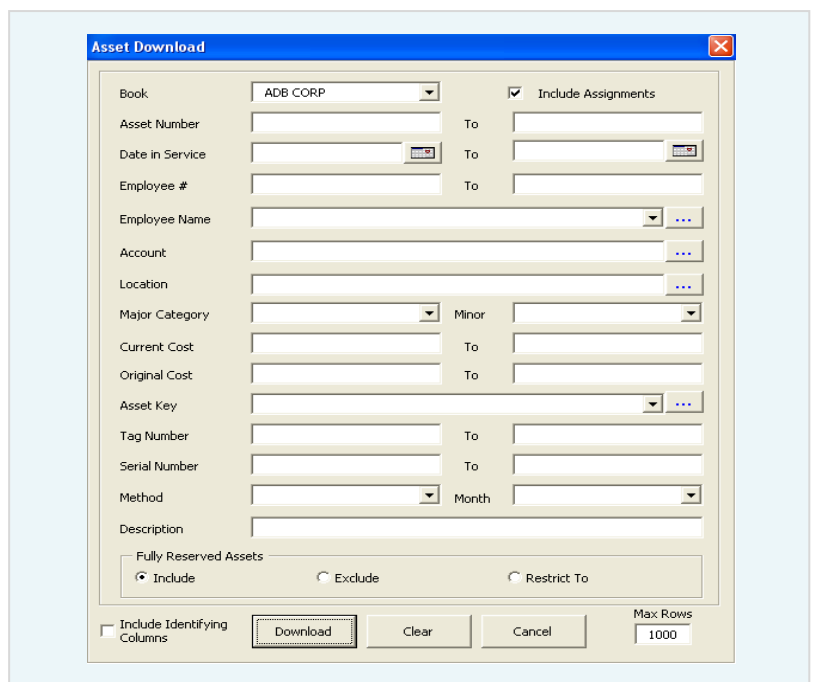 Asset Download
Book ADB CORP Include Assignments
Asset Number To
Date in Service To
Employee # To
Employee Name ...
Account ...
Location ...
Major Category Minor
Current Cost To
Original Cost To
Asset Key ...
Tag Number To
Serial Number To
Method Month
Description
Fully Reserved Assets
Include Exclude Restrict To
Include Identifying
Columns
Download Clear Cancel
Max Rows
1000